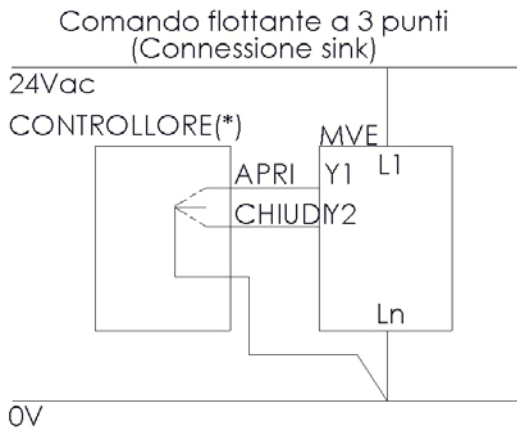 Comando flottante a 3 punti
(Connessione sink)
24Vac
CONTROLLORE(*)
MVE
L1
APRI
Y1
CHIUDI
Y2
Ln
0V